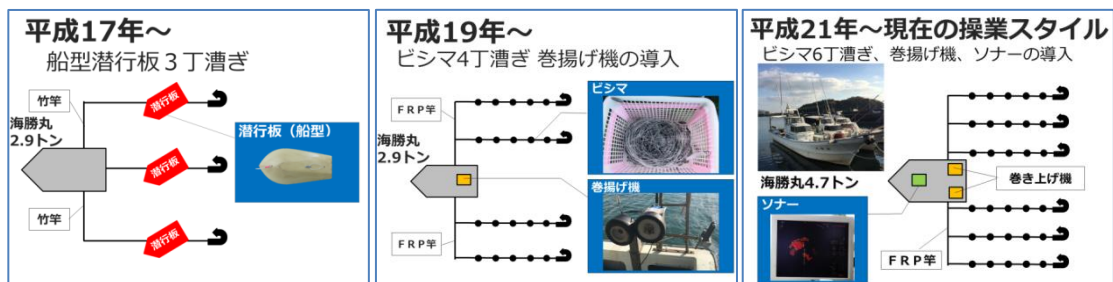 平成17年～
船型潜行板３丁漕ぎ
竹竿
潜行板
海勝丸
2.9トン
潜行板（船型）
潜行板
竹竿
潜行板
平成19年～
ビシマ4丁漕ぎ 巻揚げ機の導入
ビシマ
ＦＲＰ竿
海勝丸
2.9トン
巻揚げ機
ＦＲＰ竿
平成21年～現在の操業スタイル
ビシマ6丁漕ぎ、巻揚げ機、ソナーの導入
海勝丸4.7トン
巻き上げ機
ソナー
ＦＲＰ竿